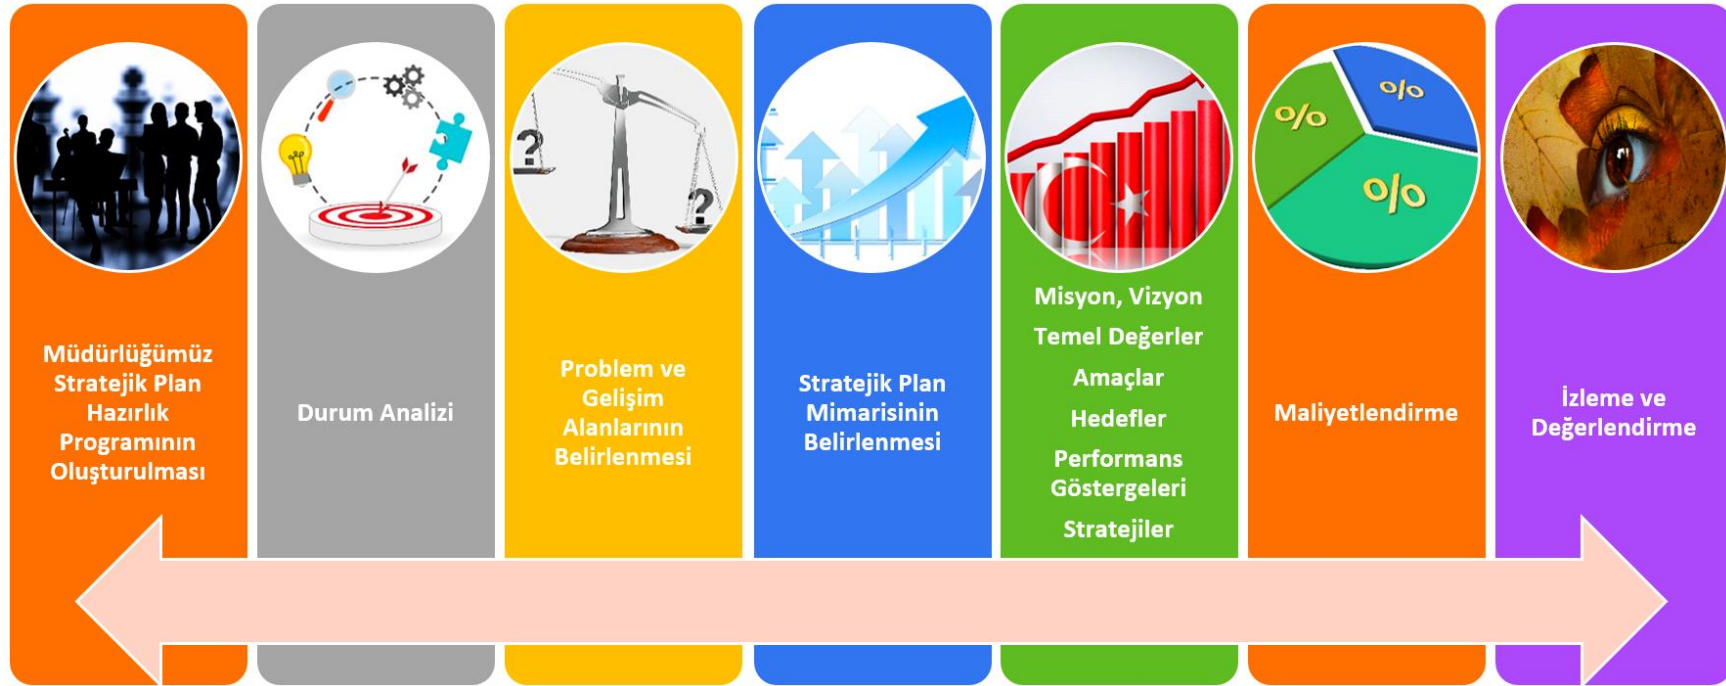 Müdürlüğümüz
Stratejik Plan
Hazırlık
Programının
Oluşturulması
Durum Analizi
Problem ve
Gelişim
Alanlarının
Belirlenmesi
Stratejik Plan
Mimarisinin
Belirlenmesi
Misyon, Vizyon
Temel Değerler
Amaçlar
Hedefler
Performans
Göstergeleri
Stratejiler
Maliyetlendirme
İzleme ve
Değerlendirme
?
?
%
%
%